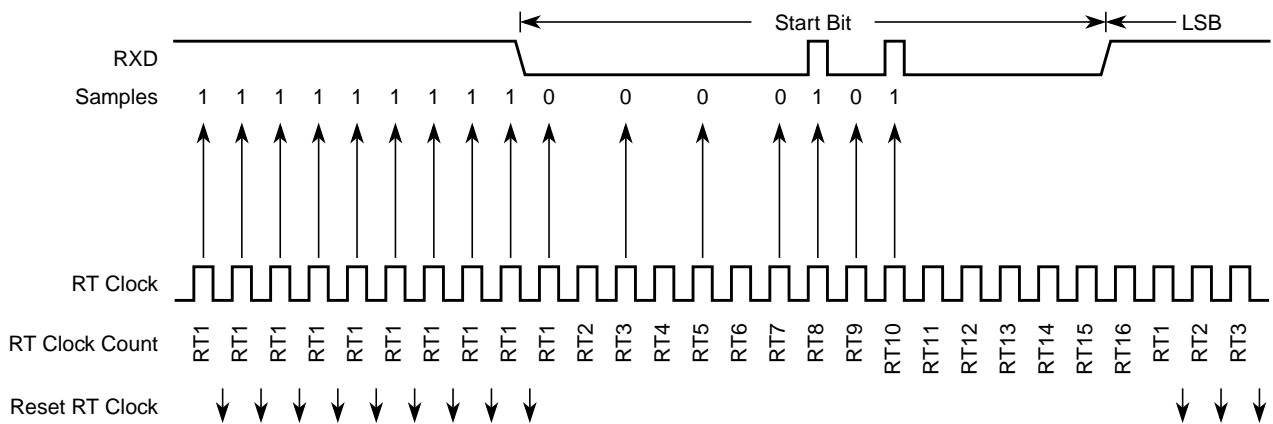 Start Bit LSB
RXD
Samples 1 1 1 1 1 1 1 1 1 0 0 0 0 1 0 1
RT Clock
RT Clock Count RT1 RT1 RT1 RT1 RT1 RT1 RT1 RT1 RT1 RT1 RT2 RT3 RT4 RT5 RT6 RT7 RT8 RT9 RT10 RT11 RT12 RT13 RT14 RT15 RT16 RT1 RT2 RT3
Reset RT Clock